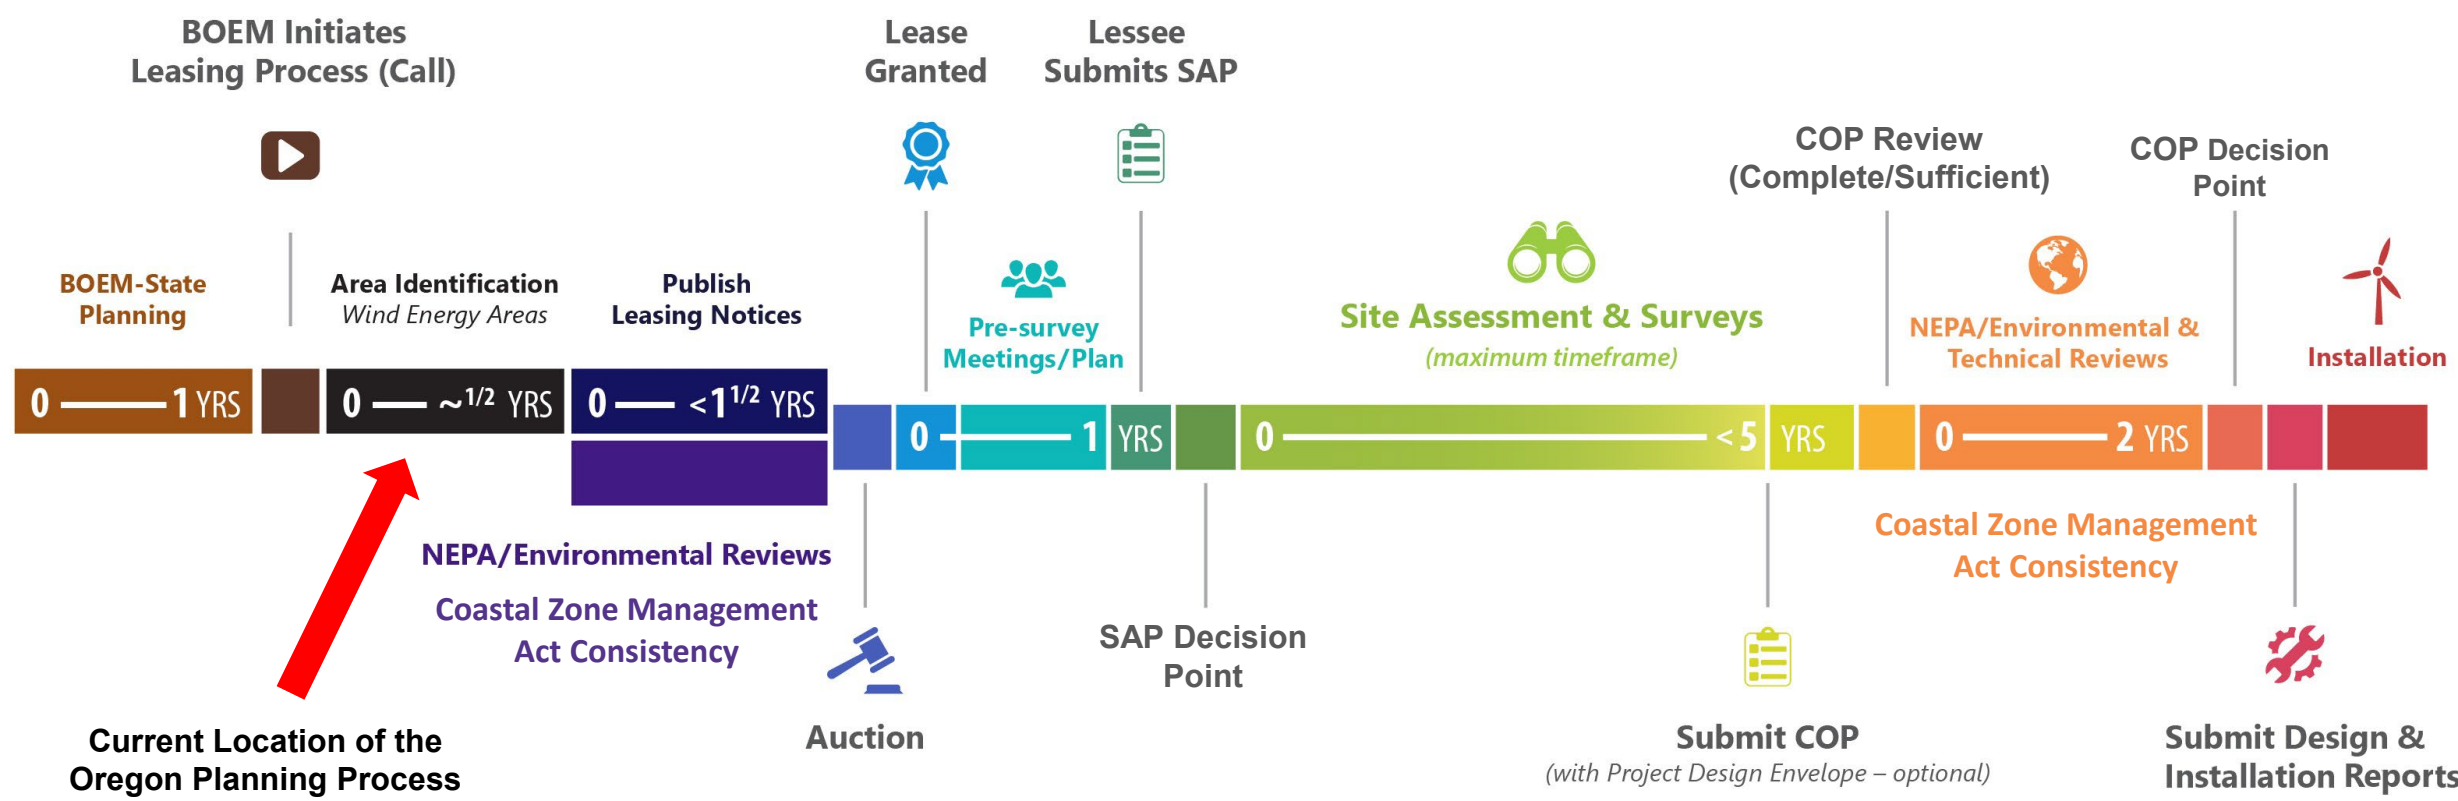 BOEM Initiates
Leasing Process (Call)
Lease
Granted
Lessee
Submits SAP
COP Review
(Complete/Sufficient)
COP Decision
Point
BOEM-State
Planning
Area Identification
Wind Energy Areas
Publish
Leasing Notices
Pre-survey
Meetings/Plan
Site Assessment & Surveys
(maximum timeframe)
NEPA/Environmental &
Technical Reviews
Installation
0 — 1 YRS
0 — ~1/2 YRS
0 — <1 1/2 YRS
0 — 1 YRS
0 — < 5 YRS
0 — 2 YRS
NEPA/Environmental Reviews
Coastal Zone Management
Act Consistency
Coastal Zone Management
Act Consistency
Current Location of the
Oregon Planning Process
Auction
SAP Decision
Point
Submit COP
(with Project Design Envelope – optional)
Submit Design &
Installation Reports